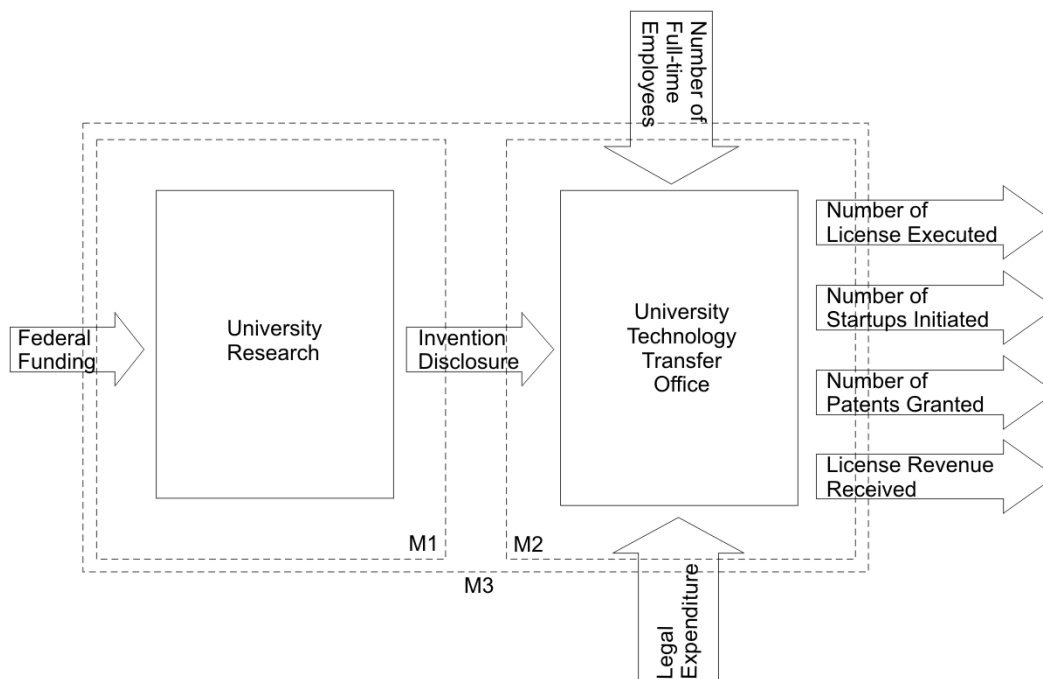 Number of
Full-time
Employees
Federal
Funding
University
Research
Invention
Disclosure
University
Technology
Transfer
Office
Number of
License Executed
Number of
Startups Initiated
Number of
Patents Granted
License Revenue
Received
M1
M2
M3
Legal
Expenditure